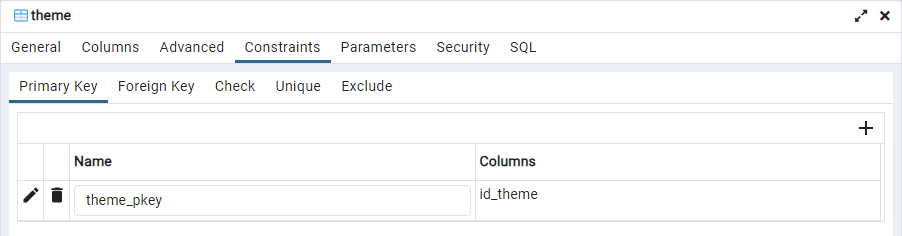 theme
General Columns Advanced Constraints Parameters Security SQL
Primary Key Foreign Key Check Unique Exclude
Name Columns
theme_pkey id_theme